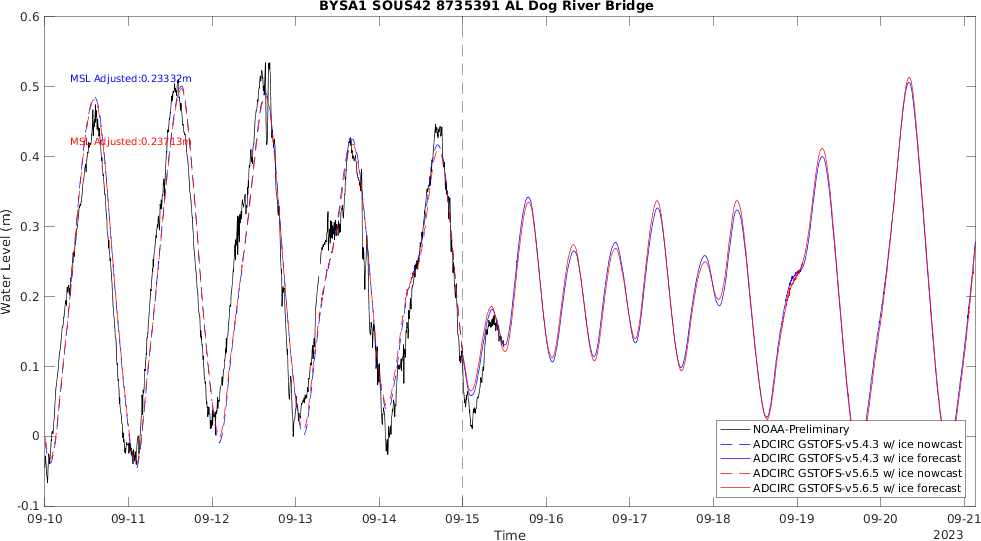 BYSA1 SOUS42 8735391 AL Dog River Bridge
0.6
0.5
0.4
0.3
0.2
0.1
0
-0.1
Water Level (m)
MSL Adjusted:0.23332m
MSL Adjusted:0.23713m
NOAA-Preliminary
ADCIRC GSTOFS-v5.4.3 w/ ice nowcast
ADCIRC GSTOFS-v5.4.3 w/ ice forecast
ADCIRC GSTOFS-v5.6.5 w/ ice nowcast
ADCIRC GSTOFS-v5.6.5 w/ ice forecast
09-10 09-11 09-12 09-13 09-14 09-15 09-16 09-17 09-18 09-19 09-20 09-21
Time
2023